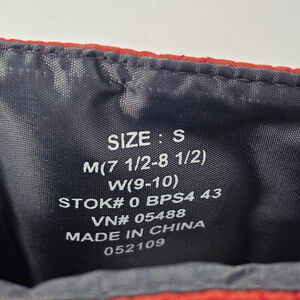 SIZE : S
M(7 1/2-8 1/2)
W(9-10)
STOK# 0 BPS4 43
VN# 05488
MADE IN CHINA
052109